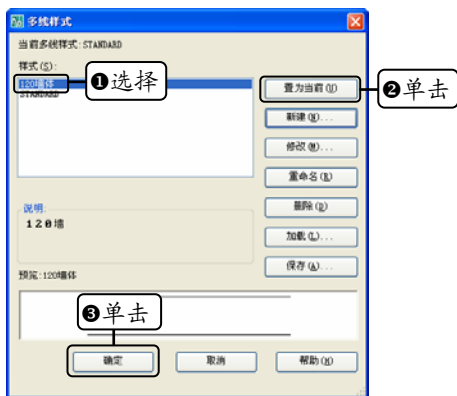 多线样式
当前多线样式: STANDARD
样式(S):
120墙体
STANDARD
❶选择
置为当前(U)
❷单击
新建(N)...
修改(M)...
重命名(R)
说明:
120墙
删除(D)
加载(L)...
保存(A)...
预览: 120墙体
❸单击
确定
取消
帮助(H)